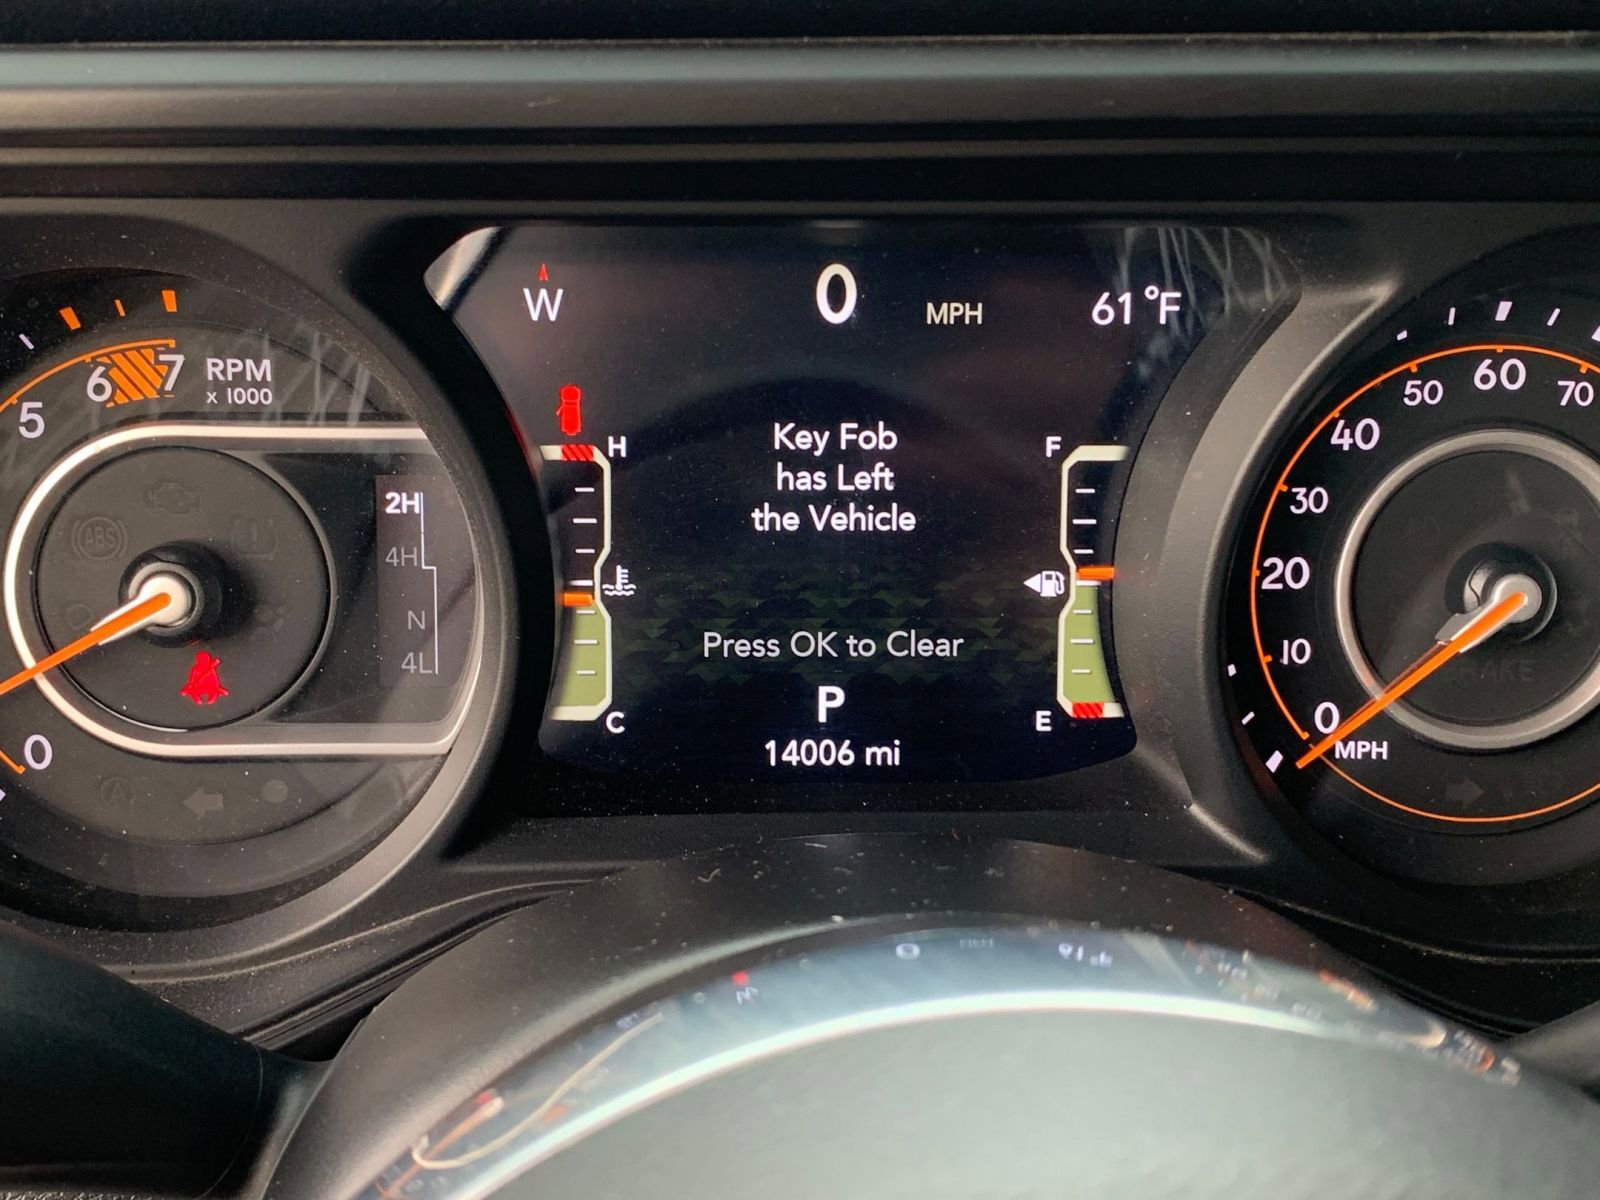 W
0 MPH
61°F
5
6
7
RPM
x 1000
0
ABS
2H
4H
N
4L
H
C
Key Fob
has Left
the Vehicle
Press OK to Clear
P
14006 mi
F
E
0
10
20
30
40
50
60
70
MPH